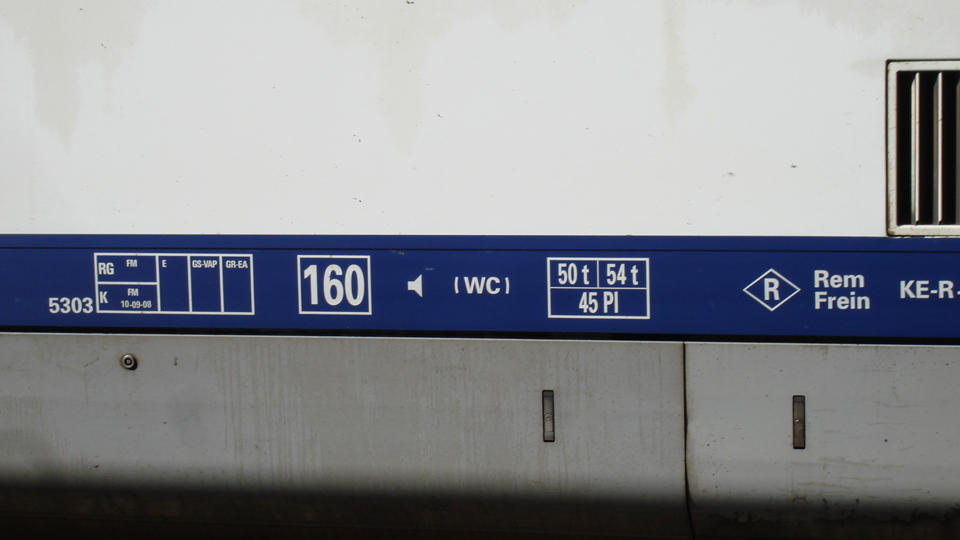 5303
RG FM E GS-VAP GR-EA
K FM
10-09-08
160
(WC)
50 t 54 t
45 Pl
R
Rem
Frein
KE-R-